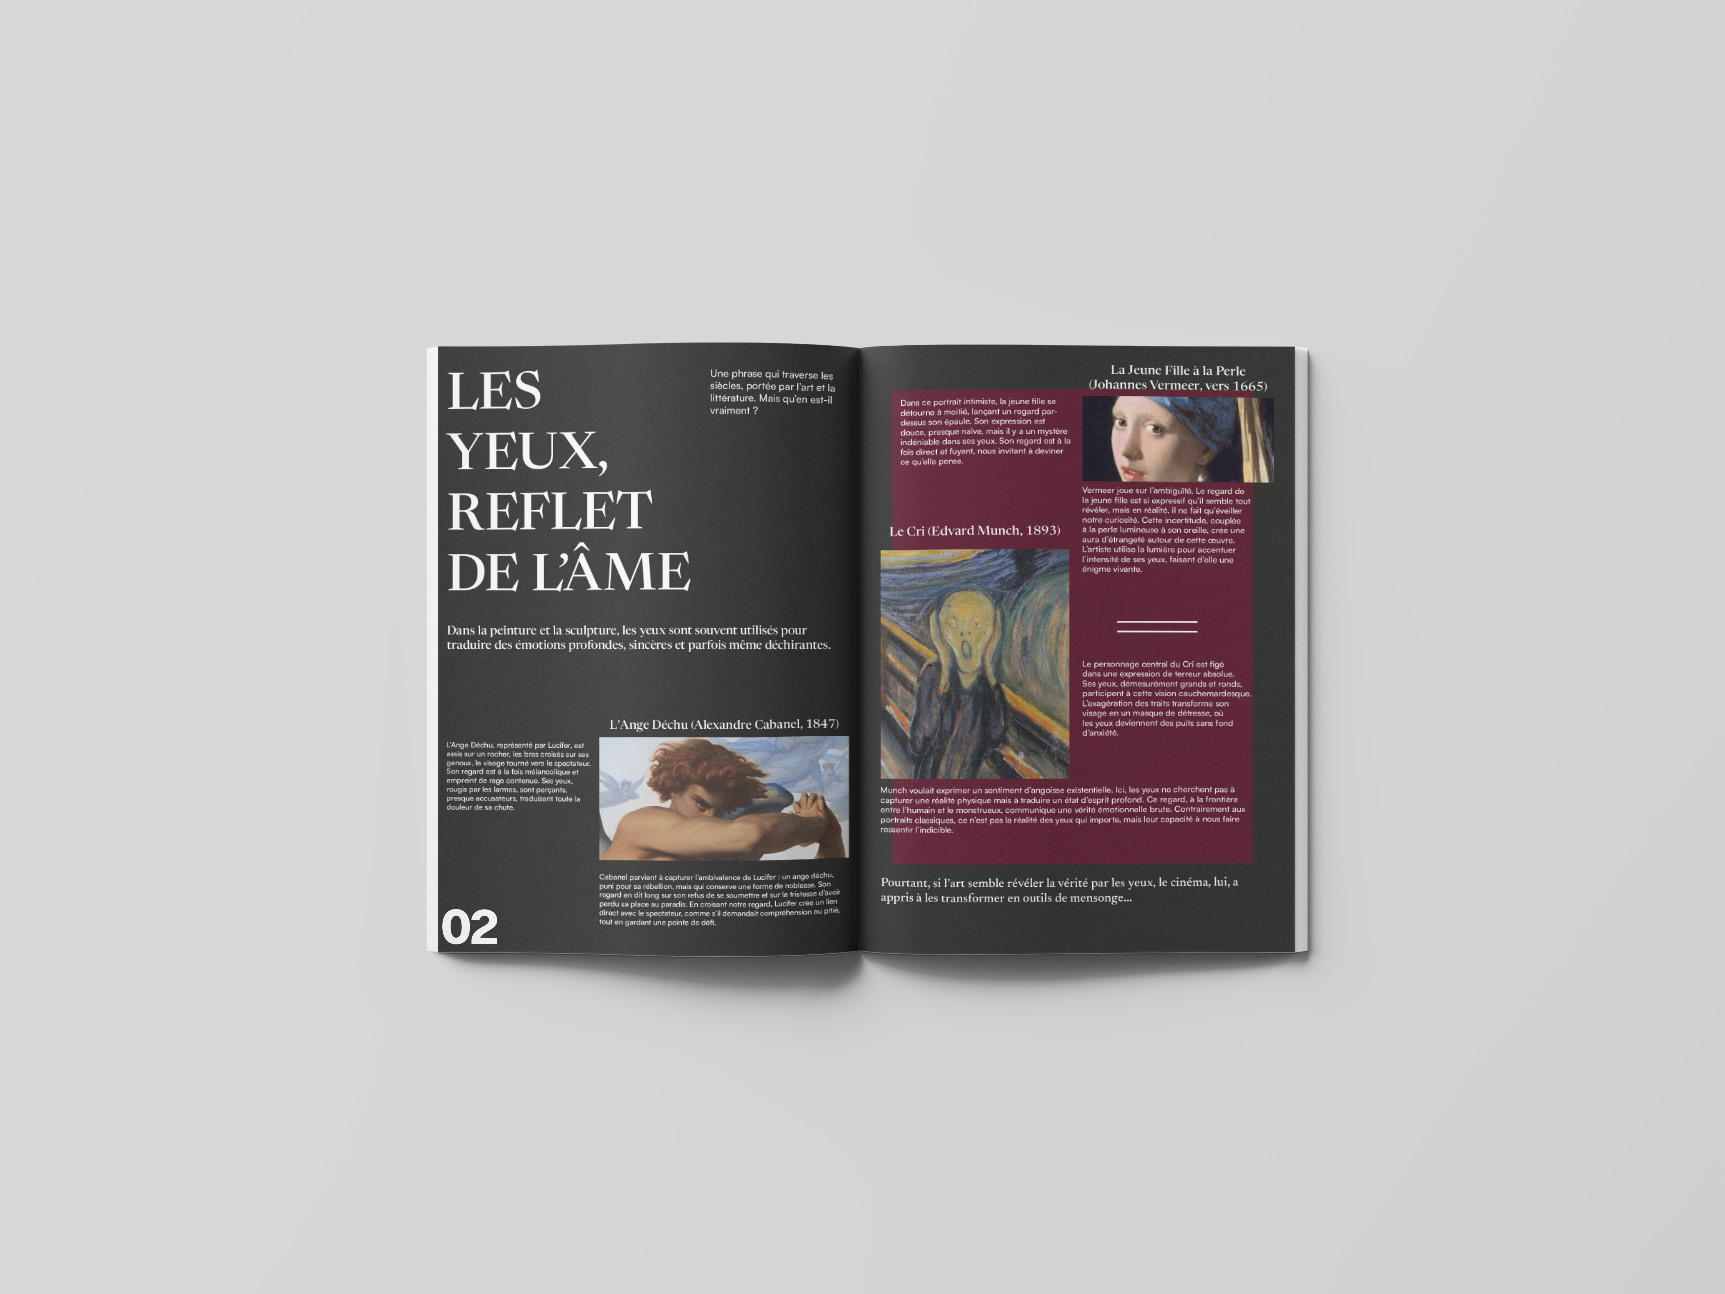 LES
YEUX,
REFLET
DE L'ÂME
Une phrase qui traverse les
siècles, portée par l'art et la
littérature. Mais qu'en est-il
vraiment ?
Dans la peinture et la sculpture, les yeux sont souvent utilisés pour
traduire des émotions profondes, sincères et parfois même déchirantes.
L'Ange Déchu (Alexandre Cabanel, 1847)
L'Ange Déchu, représenté par Lucifer, est
assis sur un rocher, les bras croisés sur ses
genoux, le visage tourné vers le spectateur.
Son regard est à la fois mélancolique et
empreint de rage contenue. Ses yeux,
rougis par les larmes, sont perçants,
presque accusateurs, traduisant toute la
douleur de sa chute.
Cabanel parvient à capturer l'ambivalence de Lucifer : un ange déchu,
puni pour sa rébellion, mais qui conserve une forme de noblesse. Son
regard en dit long sur son refus de se soumettre et sur la tristesse d'avoir
perdu sa place au paradis. En croisant notre regard, Lucifer crée un lien
direct avec le spectateur, comme s'il demandait compréhension ou pitié,
tout en gardant une pointe de défi.
02
La Jeune Fille à la Perle
(Johannes Vermeer, vers 1665)
Dans ce portrait intimiste, la jeune fille se
détourne à moitié, lançant un regard par-
dessus son épaule. Son expression est
douce, presque naïve, mais il y a un mystère
indéniable dans ses yeux. Son regard est à la
fois direct et fuyant, nous invitant à deviner
ce qu'elle pense.
Vermeer joue sur l'ambiguïté. Le regard de
la jeune fille est si expressif qu'il semble tout
révéler, mais en réalité, il ne fait qu'éveiller
notre curiosité. Cette incertitude, couplée
à la perle lumineuse à son oreille, crée une
aura d'étrangeté autour de cette œuvre.
L'artiste utilise la lumière pour accentuer
l'intensité de ses yeux, faisant d'elle une
énigme vivante.
Le Cri (Edvard Munch, 1893)
Le personnage central du Cri est figé
dans une expression de terreur absolue.
Ses yeux, démesurément grands et ronds,
participent à cette vision cauchemardesque.
L'exagération des traits transforme son
visage en un masque de détresse, où
les yeux deviennent des puits sans fond
d'anxiété.
Munch voulait exprimer un sentiment d'angoisse existentielle. Ici, les yeux ne cherchent pas à
capturer une réalité physique mais à traduire un état d'esprit profond. Ce regard, à la frontière
entre l'humain et le monstrueux, communique une vérité émotionnelle brute. Contrairement aux
portraits classiques, ce n'est pas la réalité des yeux qui importe, mais leur capacité à nous faire
ressentir l'indicible.
Pourtant, si l'art semble révéler la vérité par les yeux, le cinéma, lui, a
appris à les transformer en outils de mensonge...